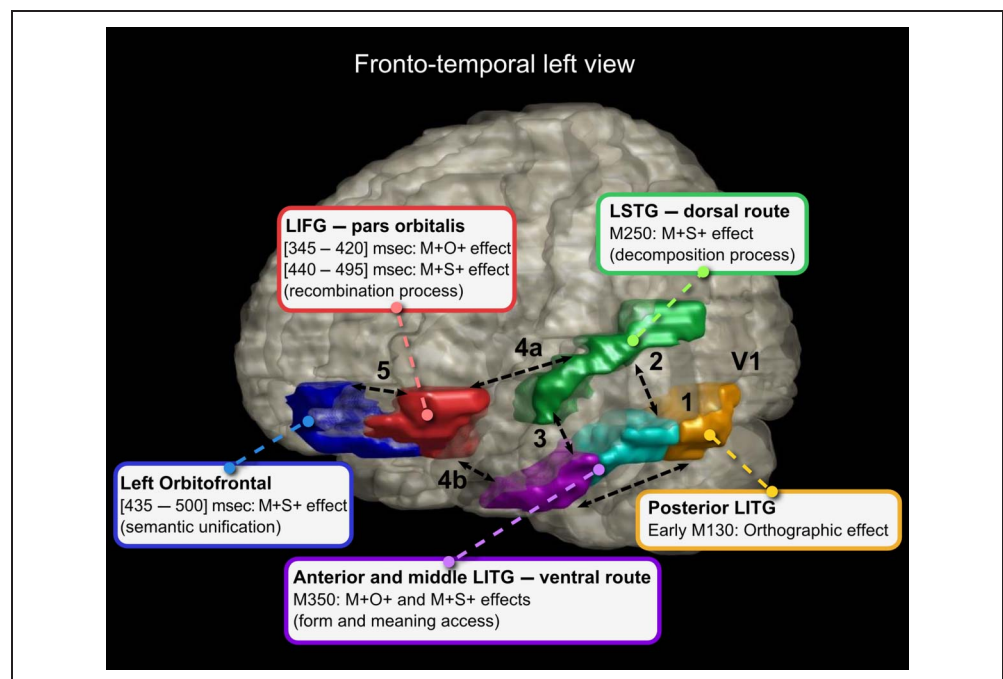 Fronto-temporal left view
LIFG — pars orbitalis
[345 – 420] msec: M+O+ effect
[440 – 495] msec: M+S+ effect
(recombination process)
LSTG — dorsal route
M250: M+S+ effect
(decomposition process)
4a
2
V1
5
1
3
4b
Left Orbitofrontal
[435 — 500] msec: M+S+ effect
(semantic unification)
Posterior LITG
Early M130: Orthographic effect
Anterior and middle LITG — ventral route
M350: M+O+ and M+S+ effects
(form and meaning access)